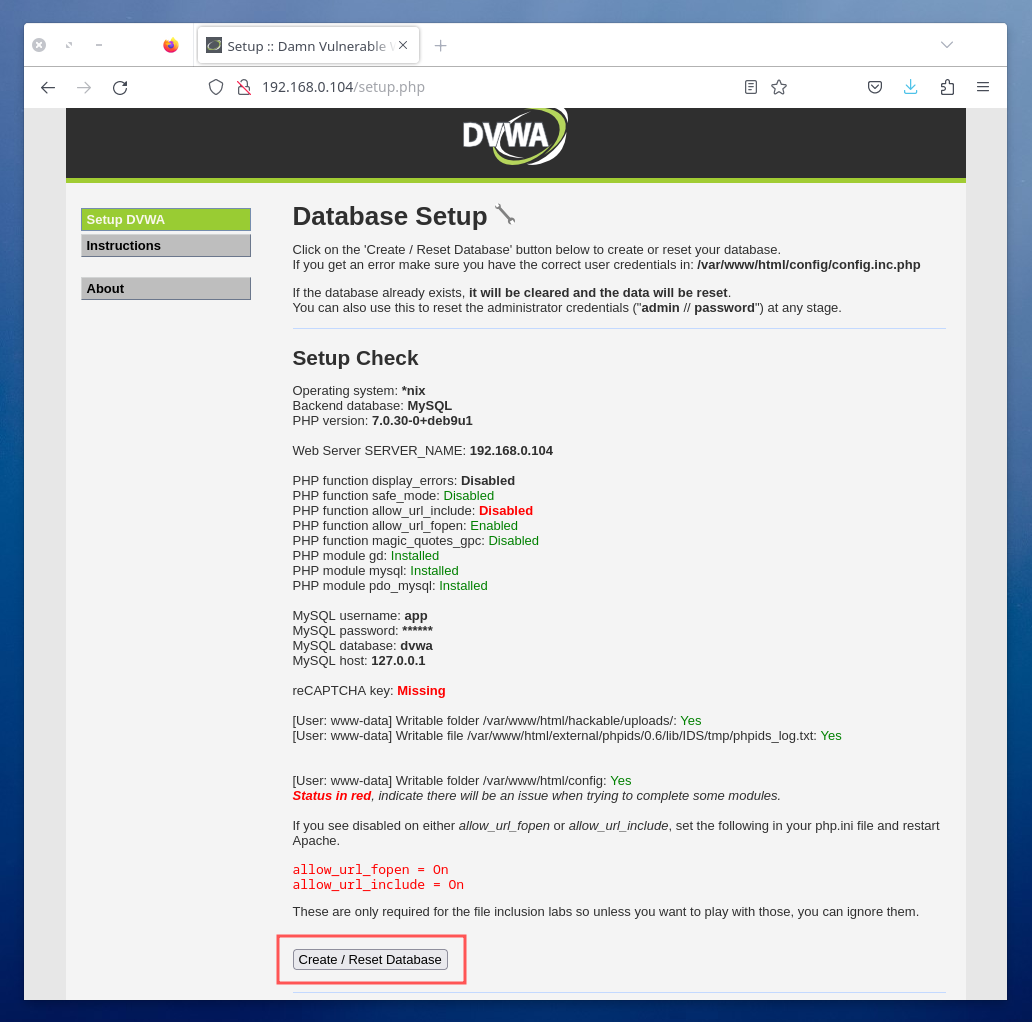 Setup :: Damn Vulnerable
192.168.0.104/setup.php
DVWA
Setup DVWA
Instructions
About
Database Setup
Click on the 'Create / Reset Database' button below to create or reset your database.
If you get an error make sure you have the correct user credentials in: /var/www/html/config/config.inc.php
If the database already exists, it will be cleared and the data will be reset.
You can also use this to reset the administrator credentials ("admin // password") at any stage.
Setup Check
Operating system: *nix
Backend database: MySQL
PHP version: 7.0.30-0+deb9u1
Web Server SERVER_NAME: 192.168.0.104
PHP function display_errors: Disabled
PHP function safe_mode: Disabled
PHP function allow_url_include: Disabled
PHP function allow_url_fopen: Enabled
PHP function magic_quotes_gpc: Disabled
PHP module gd: Installed
PHP module mysql: Installed
PHP module pdo_mysql: Installed
MySQL username: app
MySQL password: ******
MySQL database: dvwa
MySQL host: 127.0.0.1
reCAPTCHA key: Missing
[User: www-data] Writable folder /var/www/html/hackable/uploads/: Yes
[User: www-data] Writable file /var/www/html/external/phpids/0.6/lib/IDS/tmp/phpids_log.txt: Yes
[User: www-data] Writable folder /var/www/html/config: Yes
Status in red, indicate there will be an issue when trying to complete some modules.
If you see disabled on either allow_url_fopen or allow_url_include, set the following in your php.ini file and restart
Apache.
allow_url_fopen = On
allow_url_include = On
These are only required for the file inclusion labs so unless you want to play with those, you can ignore them.
Create / Reset Database